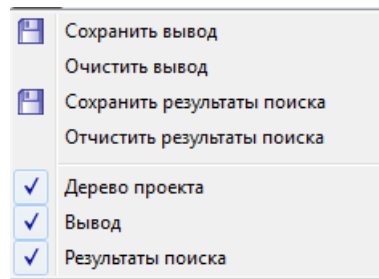 Сохранить вывод
Очистить вывод
Сохранить результаты поиска
Отчистить результаты поиска
Дерево проекта
Вывод
Результаты поиска